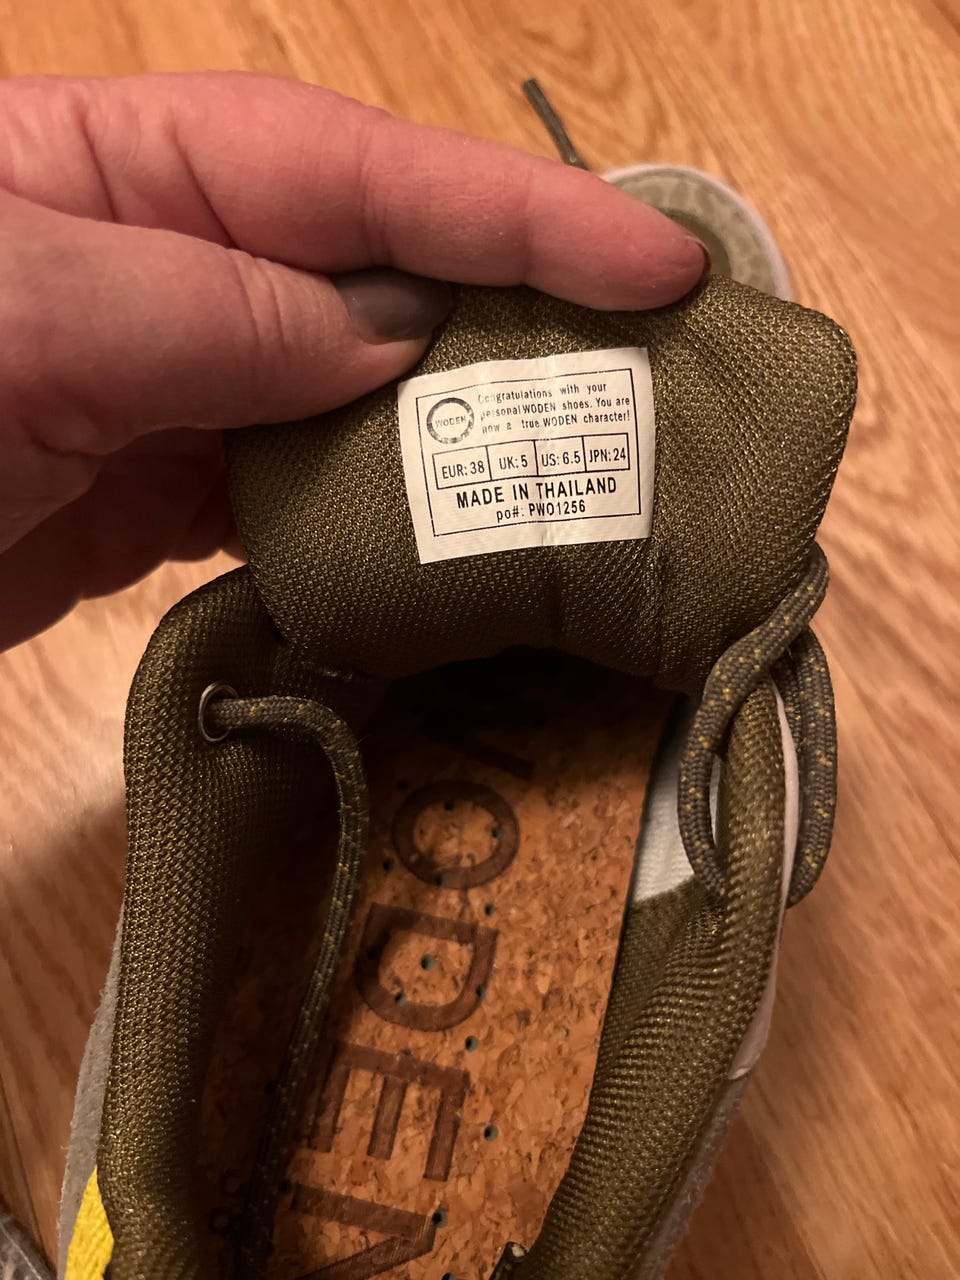 WODEN
Congratulations with your
personal WODEN shoes. You are
now a true WODEN character!
EUR: 38 UK: 5 US: 6.5 JPN: 24
MADE IN THAILAND
po#: PWO1256
WODEN
38